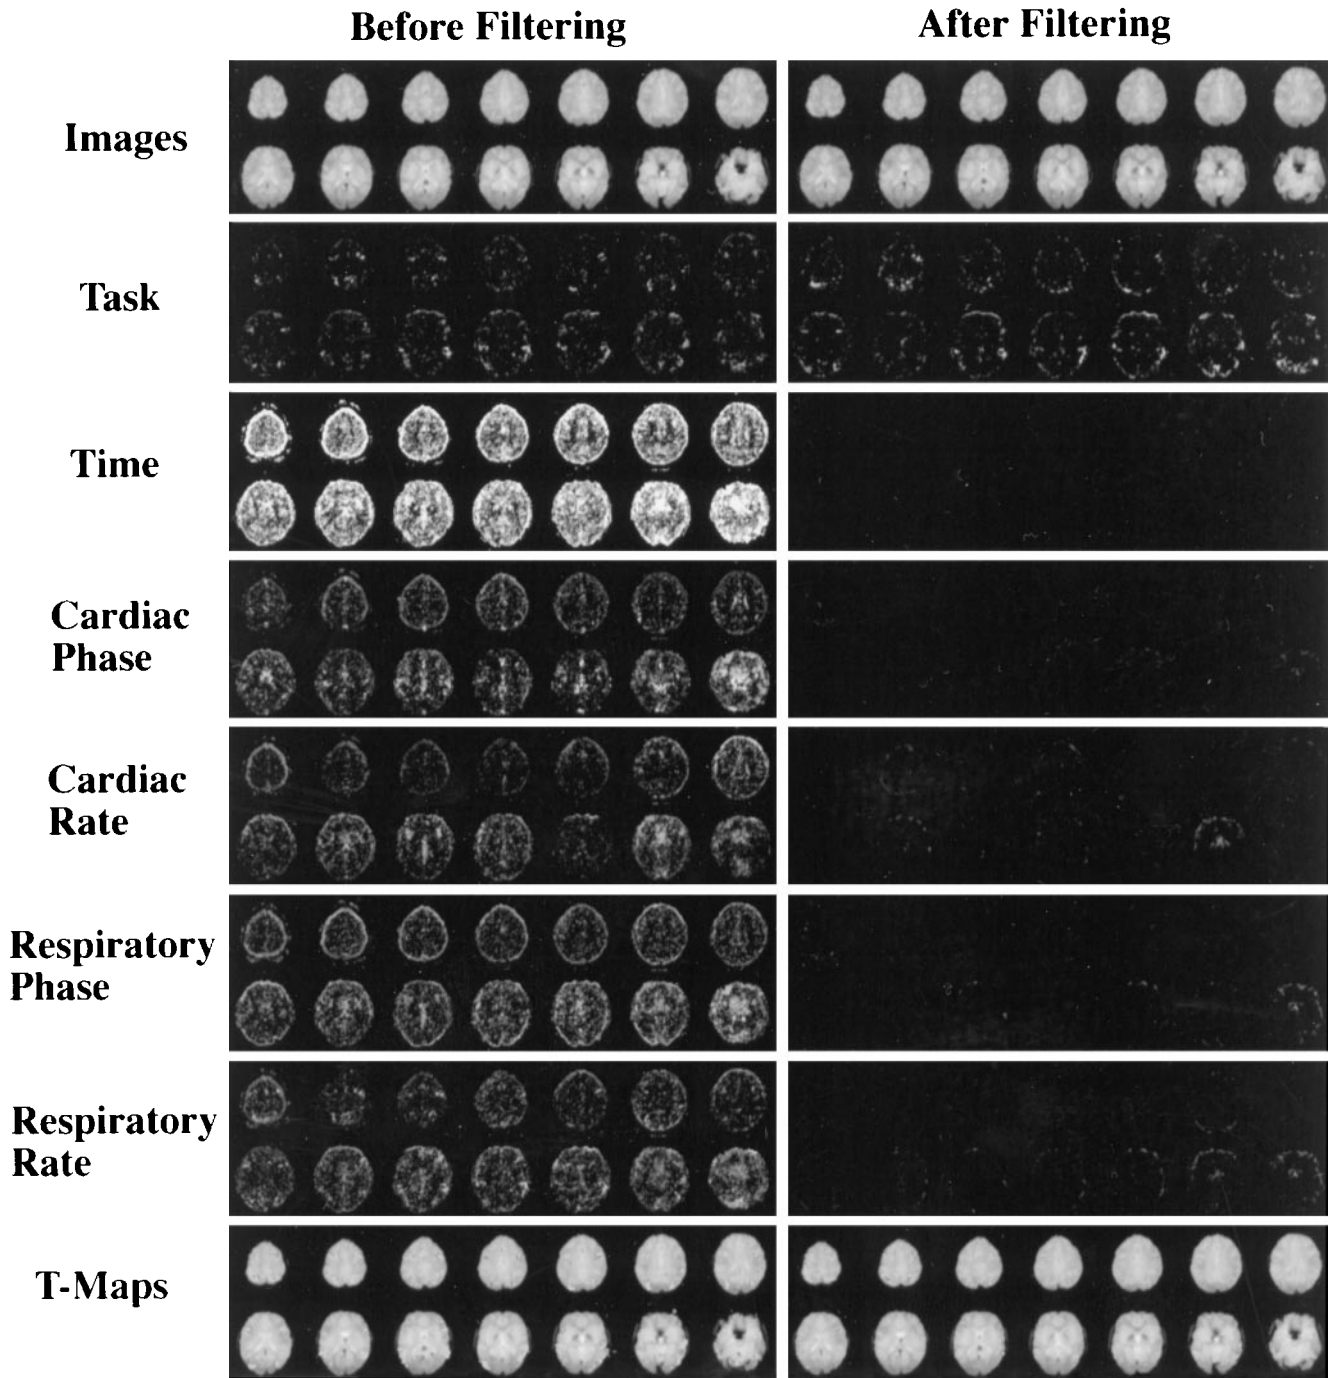 Before Filtering
After Filtering
Images
Task
Time
Cardiac
Phase
Cardiac
Rate
Respiratory
Phase
Respiratory
Rate
T-Maps